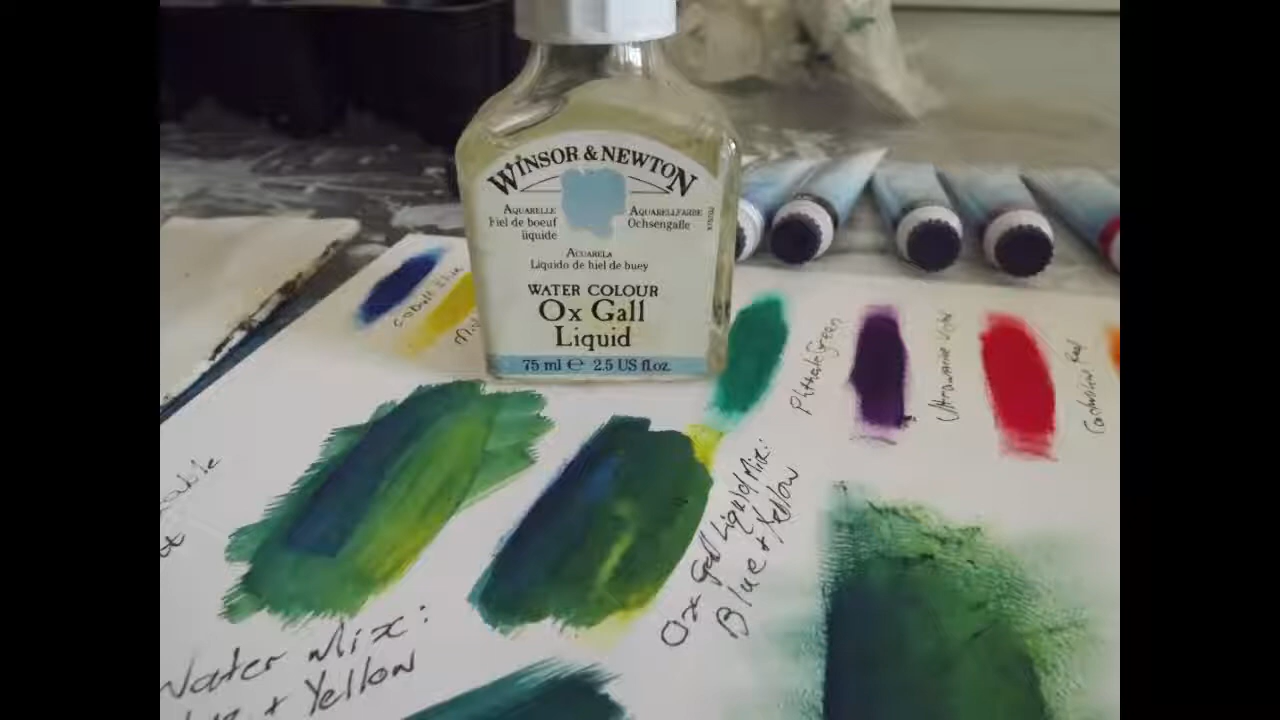 WINSOR & NEWTON
AQUARELLE
Fiel de boeuf
liquide
AQUARELLFARBE
Ochsengalle
ACUARELA
Liquido de hiel de buey
WATER COLOUR
Ox Gall
Liquid
75 ml e 2.5 US fl.oz.
Cobalt Blue
Phthalo Green
Ultramarine Violet
Cadmium Red
Ox Gall Liquid Mix:
Blue + Yellow
Water Mix:
+ Yellow